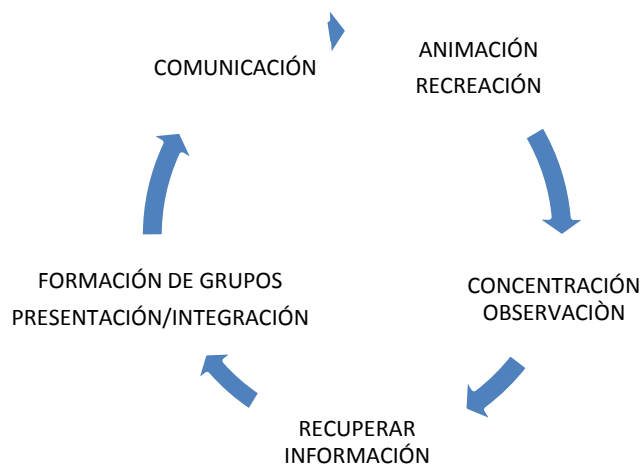 COMUNICACIÓN
ANIMACIÓN
RECREACIÓN
CONCENTRACIÓN
OBSERVACIÒN
RECUPERAR
INFORMACIÓN
FORMACIÓN DE GRUPOS
PRESENTACIÓN/INTEGRACIÓN